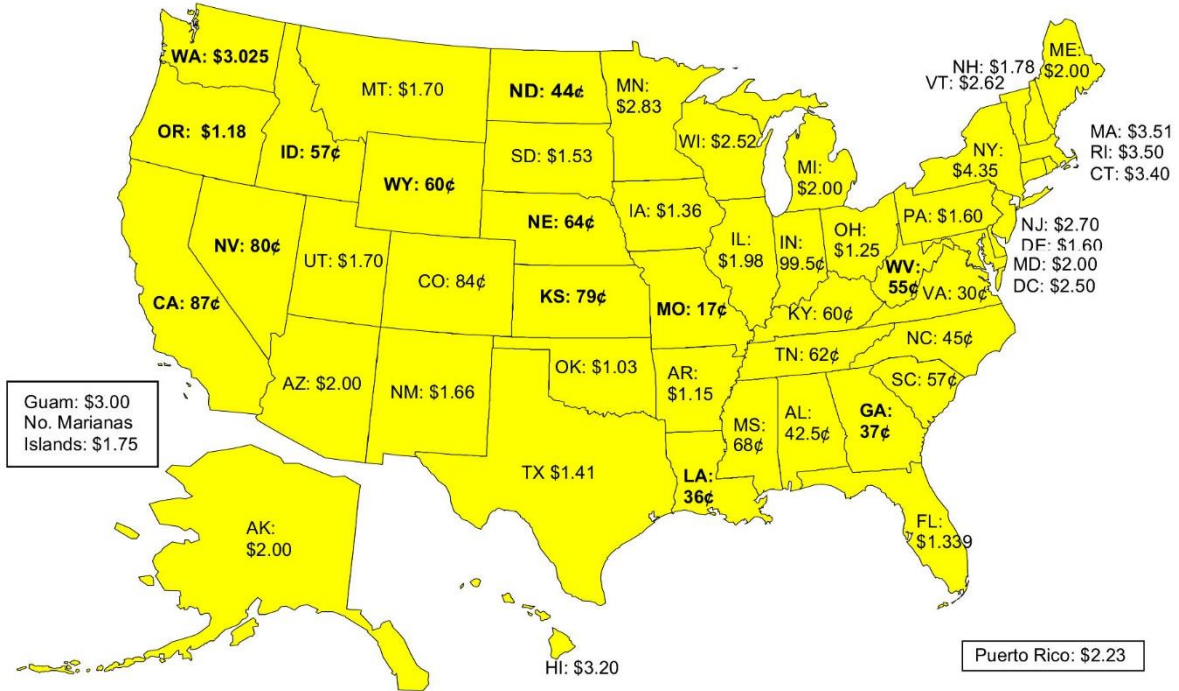 WA: $3.025
MT: $1.70
ND: 44¢
MN:
$2.83
NH: $1.78
VT: $2.62
ME:
$2.00
OR: $1.18
ID: 57¢
WY: 60¢
SD: $1.53
WI: $2.52
MI:
$2.00
NY:
$4.35
MA: $3.51
RI: $3.50
CT: $3.40
NV: 80¢
UT: $1.70
CO: 84¢
NE: 64¢
IA: $1.36
IL:
$1.98
IN:
99.5¢
OH:
$1.25
PA: $1.60
NJ: $2.70
DE: $1.60
MD: $2.00
DC: $2.50
CA: 87¢
KS: 79¢
MO: 17¢
KY: 60¢
WV:
55¢
VA: 30¢
AZ: $2.00
NM: $1.66
OK: $1.03
AR:
$1.15
TN: 62¢
NC: 45¢
SC: 57¢
Guam: $3.00
No. Marianas
Islands: $1.75
TX $1.41
LA:
36¢
MS:
68¢
AL:
42.5¢
GA:
37¢
FL:
$1.339
AK:
$2.00
HI: $3.20
Puerto Rico: $2.23